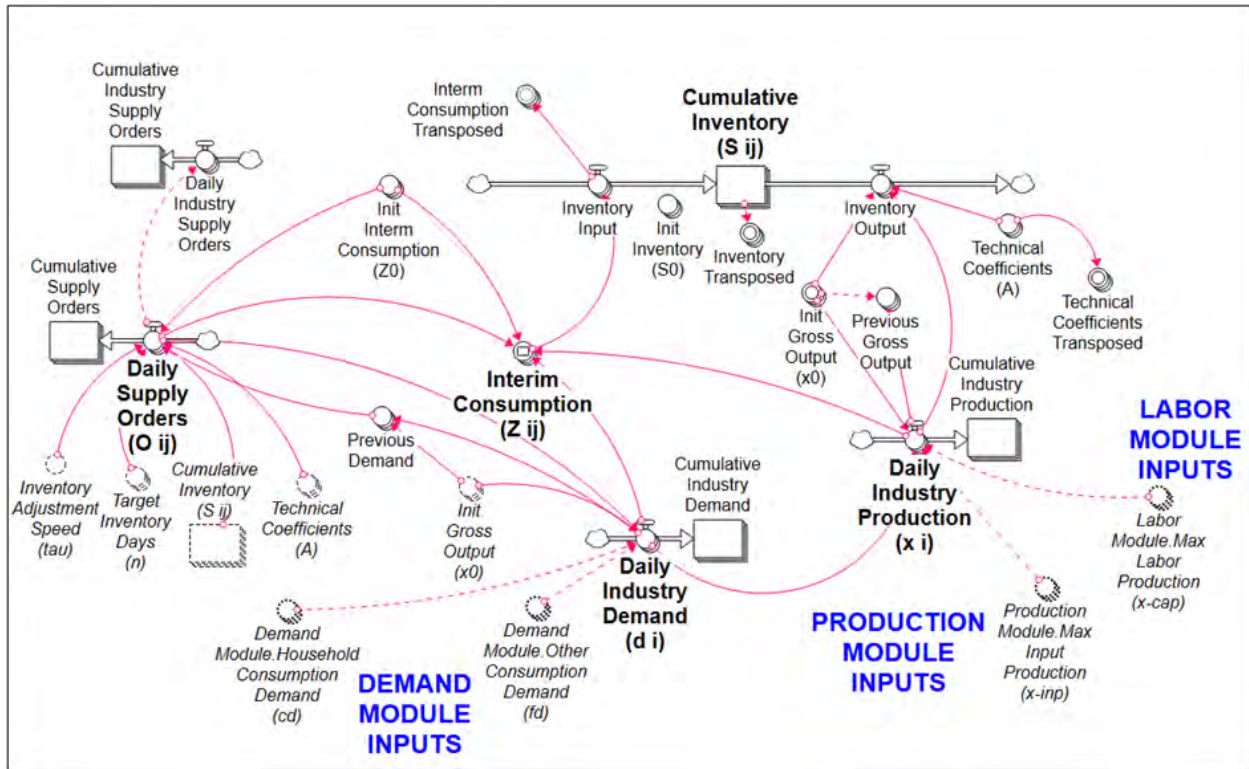 Cumulative
Industry
Supply
Orders
Daily
Industry
Supply
Orders
Interm
Consumption
Transposed
Cumulative
Inventory
(S ij)
Init
Interm
Consumption
(Z0)
Inventory
Input
Init
Inventory
(S0)
Inventory
Transposed
Inventory
Output
Technical
Coefficients
(A)
Technical
Coefficients
Transposed
Cumulative
Supply
Orders
Daily
Supply
Orders
(O ij)
Interim
Consumption
(Z ij)
Init
Gross
Output
(x0)
Previous
Gross
Output
Cumulative
Industry
Production
LABOR
MODULE
INPUTS
Previous
Demand
Inventory
Adjustment
Speed
(tau)
Target
Inventory
Days
(n)
Cumulative
Inventory
(S ij)
Technical
Coefficients
(A)
Init
Gross
Output
(x0)
Cumulative
Industry
Demand
Daily
Industry
Production
(x i)
Labor
Module.Max
Labor
Production
(x-cap)
Daily
Industry
Demand
(d i)
Demand
Module.Household
Consumption
Demand
(cd)
DEMAND
MODULE
INPUTS
Demand
Module.Other
Consumption
Demand
(fd)
PRODUCTION
MODULE
INPUTS
Production
Module.Max
Input
Production
(x-inp)